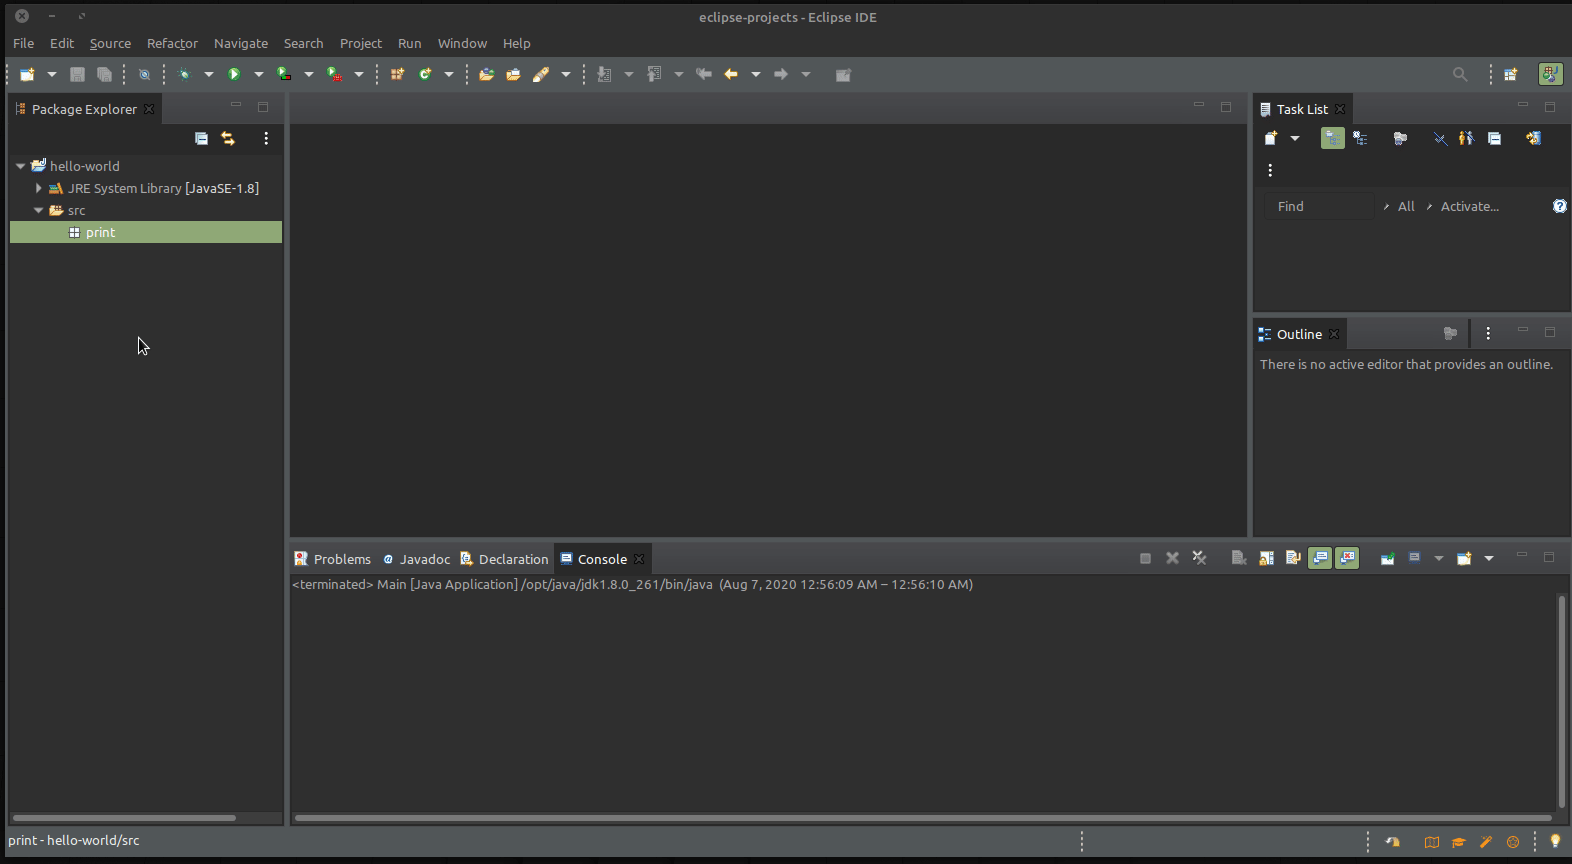 eclipse-projects - Eclipse IDE
File Edit Source Refactor Navigate Search Project Run Window Help
Package Explorer
hello-world
JRE System Library [JavaSE-1.8]
src
print
Task List
Find All Activate...
Outline
There is no active editor that provides an outline.
Problems @ Javadoc Declaration Console
<terminated> Main [Java Application] /opt/java/jdk1.8.0_261/bin/java (Aug 7, 2020 12:56:09 AM – 12:56:10 AM)
print - hello-world/src